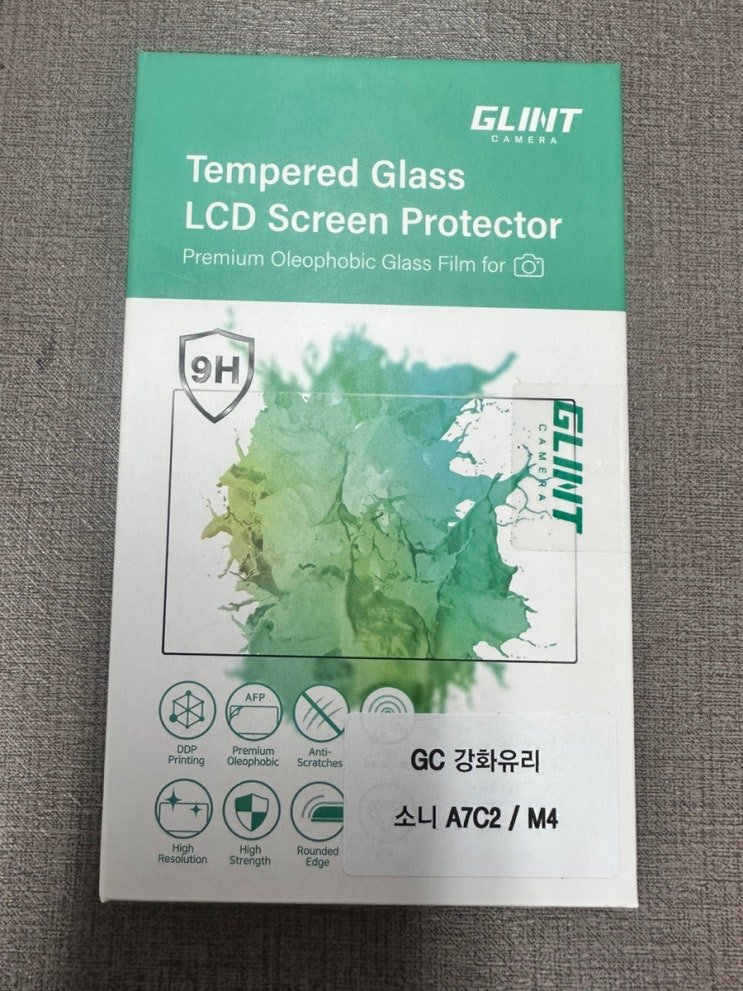 GLINT
CAMERA
Tempered Glass
LCD Screen Protector
Premium Oleophobic Glass Film for
9H
GLINT
CAMERA
AFP
DDP
Printing
Premium
Oleophobic
Anti-
Scratches
High
Resolution
High
Strength
Rounded
Edge
GC 강화유리
소니 A7C2 / M4